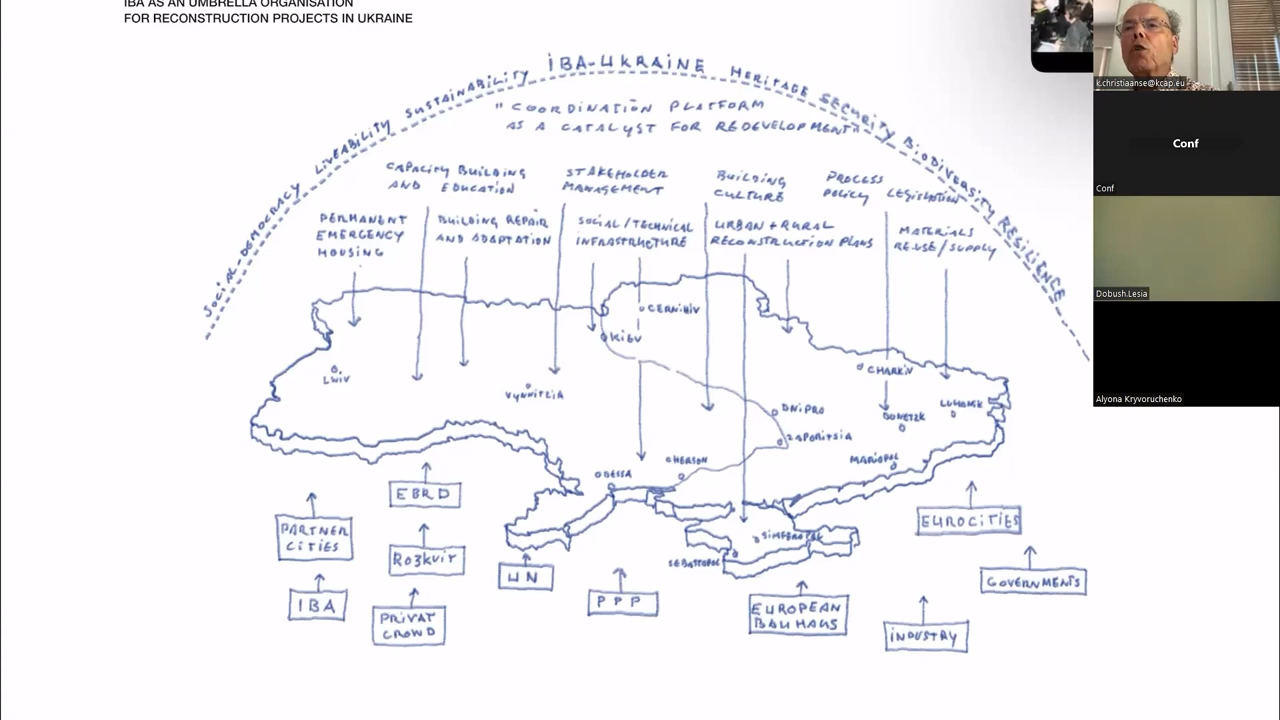 IBA AS AN UMBRELLA ORGANISATION
FOR RECONSTRUCTION PROJECTS IN UKRAINE
SOCIAL-DEMOCRACY LIVEABILITY SUSTAINABILITY IBA-UKRAINE HERITAGE SECURITY BIODIVERSITY RESILIENCE
"COORDINATION PLATFORM
AS A CATALYST FOR REDEVELOPMENT"
CAPACITY BUILDING
AND EDUCATION
STAKEHOLDER
MANAGEMENT
BUILDING
CULTURE
PROCESS
POLICY LEGISLATION
PERMANENT
EMERGENCY
HOUSING
BUILDING REPAIR
AND ADAPTATION
SOCIAL/TECHNICAL
INFRASTRUCTURE
URBAN + RURAL
RECONSTRUCTION PLANS
MATERIALS
REUSE/SUPPLY
CERNIHIV
KIEV
LWIV
VYNNITZIA
CHARKIV
DNIPRO
ZAPORITSIA
DONETZK
LUHANSK
MARIOPOL
CHERSON
ODESSA
SIMFEROPOL
SEBASTOPOL
PARTNER
CITIES
IBA
EBRD
RO3KVIT
PRIVAT
CROWD
UN
PPP
EUROPEAN
BAUHAUS
EUROCITIES
GOVERNMENTS
INDUSTRY
k.christiaanse@kcap.eu
Conf
Conf
Dobush.Lesia
Alyona Kryvoruchenko